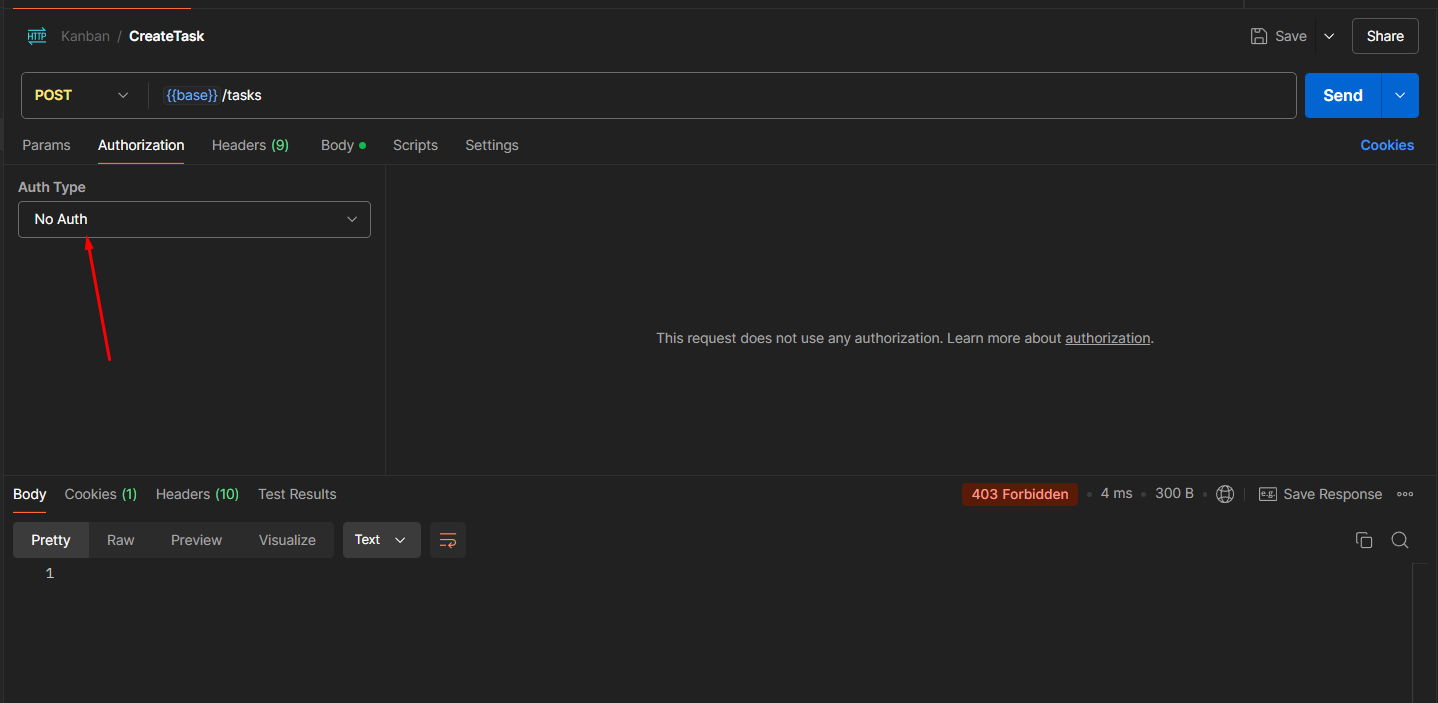 HTTP Kanban / CreateTask Save Share
POST {{base}} /tasks Send
Params Authorization Headers (9) Body Scripts Settings Cookies
Auth Type
No Auth
This request does not use any authorization. Learn more about authorization.
Body Cookies (1) Headers (10) Test Results 403 Forbidden 4 ms 300 B e.g. Save Response
Pretty Raw Preview Visualize Text
1